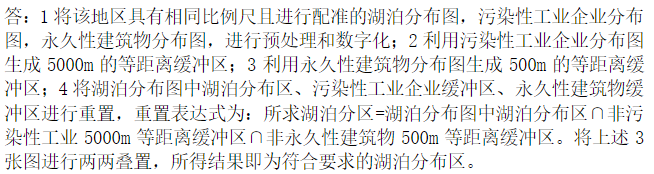 答：1 将该地区具有相同比例尺且进行配准的湖泊分布图，污染性工业企业分布
图，永久性建筑物分布图，进行预处理和数字化；2 利用污染性工业企业分布图
生成 5000m 的等距离缓冲区；3 利用永久性建筑物分布图生成 500m 的等距离缓
冲区；4 将湖泊分布图中湖泊分布区、污染性工业企业缓冲区、永久性建筑物缓
冲区进行重置，重置表达式为：所求湖泊分区=湖泊分布图中湖泊分布区∩非污
染性工业 5000m 等距离缓冲区∩非永久性建筑物 500m 等距离缓冲区。将上述 3
张图进行两两叠置，所得结果即为符合要求的湖泊分布区。